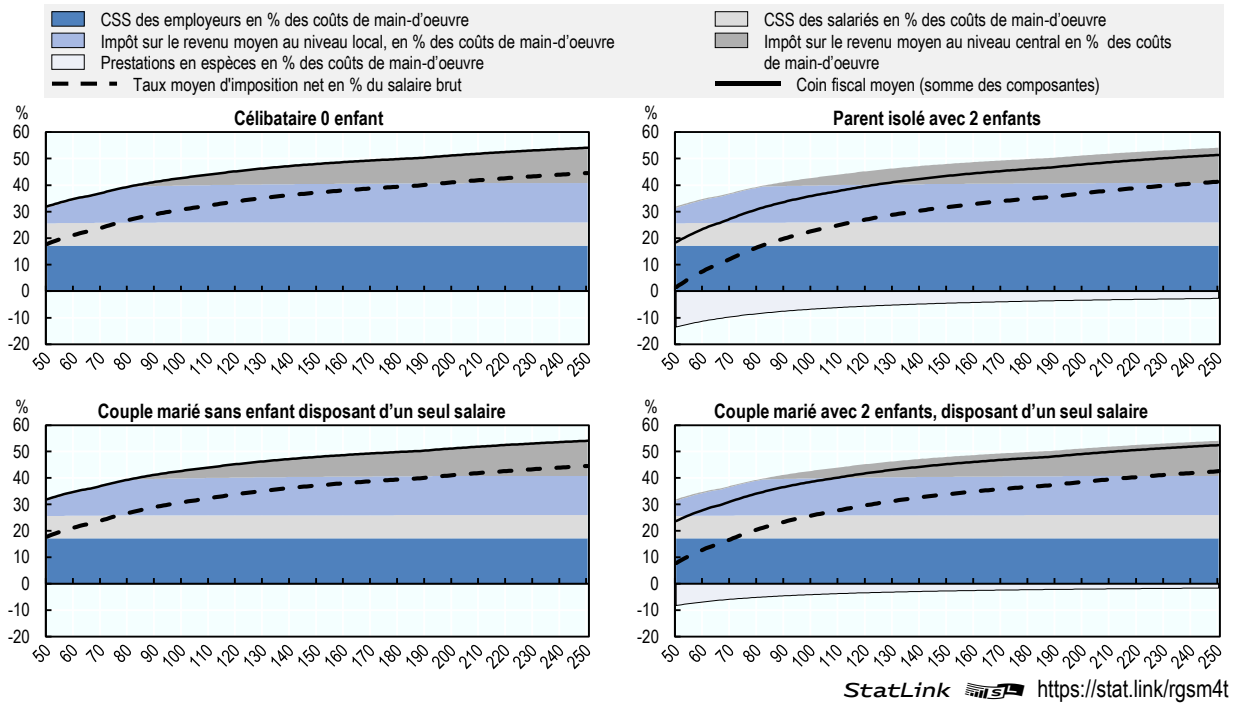 CSS des employeurs en % des coûts de main-d'oeuvre
CSS des salariés en % des coûts de main-d'oeuvre
Impôt sur le revenu moyen au niveau local, en % des coûts de main-d'oeuvre
Impôt sur le revenu moyen au niveau central en % des coûts
de main-d'oeuvre
Prestations en espèces en % des coûts de main-d'oeuvre
Taux moyen d'imposition net en % du salaire brut
Coin fiscal moyen (somme des composantes)
%
Célibataire 0 enfant
60
50
40
30
20
10
0
-10
-20
50 60 70 80 90 100 110 120 130 140 150 160 170 180 190 200 210 220 230 240 250
%
Parent isolé avec 2 enfants
60
50
40
30
20
10
0
-10
-20
50 60 70 80 90 100 110 120 130 140 150 160 170 180 190 200 210 220 230 240 250
%
Couple marié sans enfant disposant d’un seul salaire
60
50
40
30
20
10
0
-10
-20
50 60 70 80 90 100 110 120 130 140 150 160 170 180 190 200 210 220 230 240 250
%
Couple marié avec 2 enfants, disposant d’un seul salaire
60
50
40
30
20
10
0
-10
-20
50 60 70 80 90 100 110 120 130 140 150 160 170 180 190 200 210 220 230 240 250
StatLink https://stat.link/rgsm4t